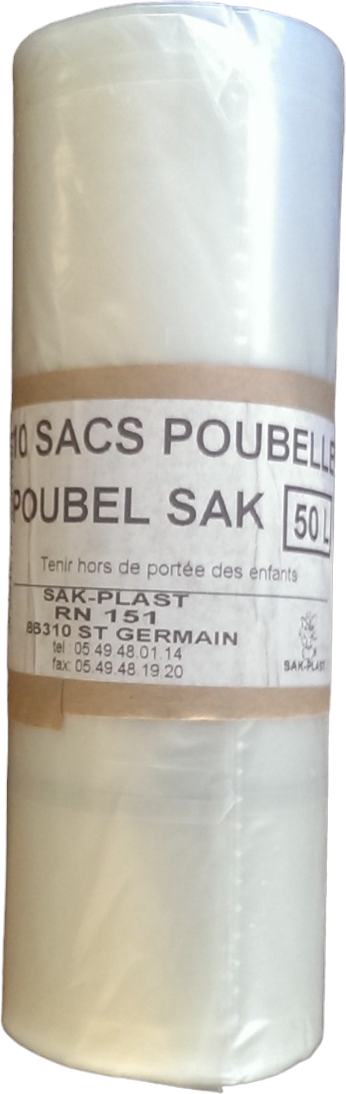 10 SACS POUBELLE
POUBEL SAK 50 L
Tenir hors de portée des enfants
SAK-PLAST
RN 151
86310 ST GERMAIN
tel: 05.49.48.01.14
fax: 05.49.48.19.20
SAK-PLAST